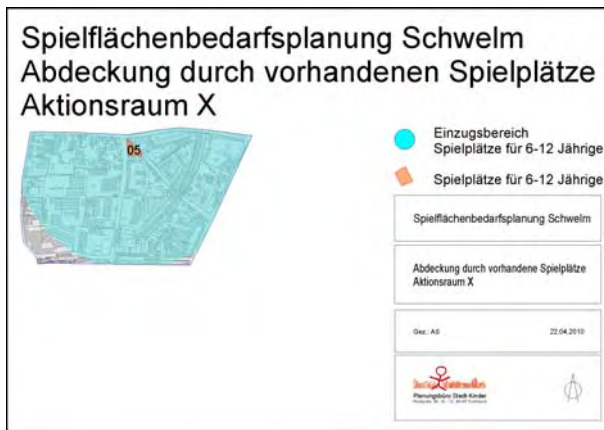 Spielflächenbedarfsplanung Schwelm
Abdeckung durch vorhandenen Spielplätze
Aktionsraum X
05
Einzugsbereich
Spielplätze für 6-12 Jährige
Spielplätze für 6-12 Jährige
Spielflächenbedarfsplanung Schwelm
Abdeckung durch vorhandene Spielplätze
Aktionsraum X
Gez.: AS 22.04.2010
Planungsbüro Stadt-Kinder